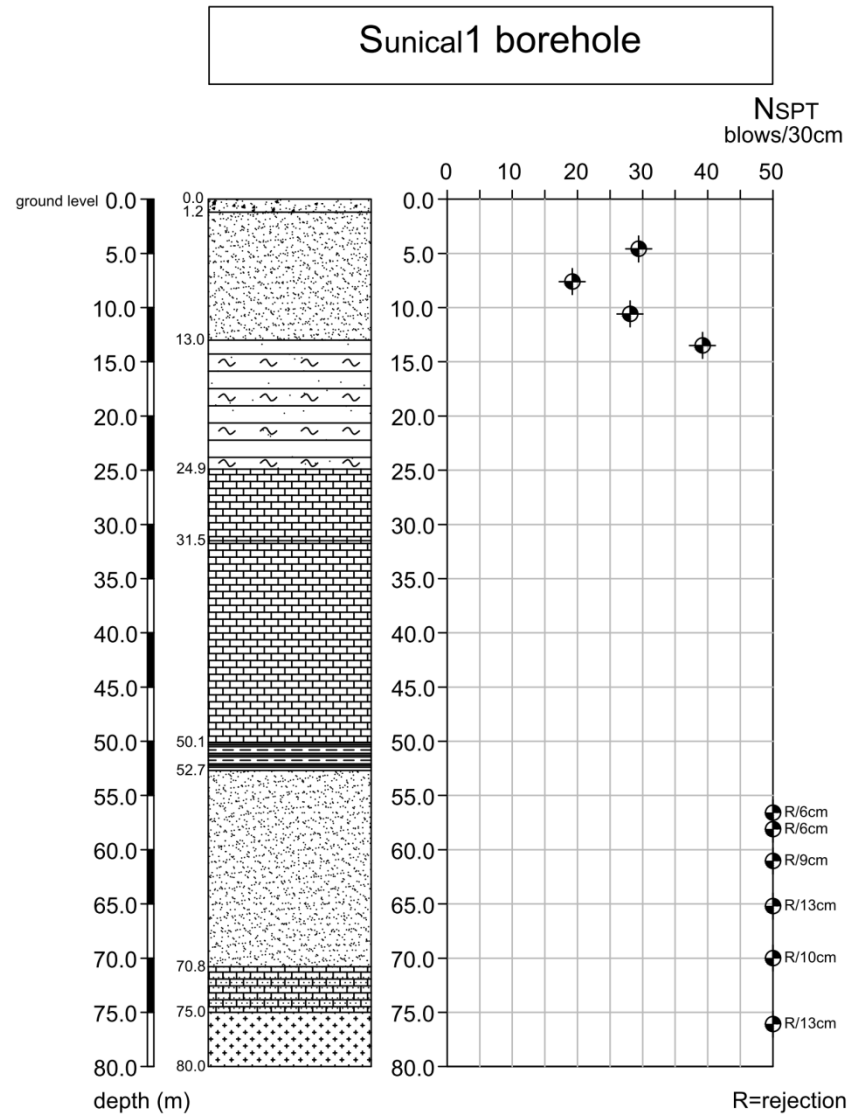 Sunical1 borehole
NSPT
blows/30cm
0 10 20 30 40 50
ground level 0.0 0.0 0.0
1.2
5.0 5.0
10.0 10.0
13.0
15.0 15.0
20.0 20.0
24.9
25.0 25.0
30.0 30.0
31.5
35.0 35.0
40.0 40.0
45.0 45.0
50.0 50.1 50.0
52.7
55.0 55.0
R/6cm
R/6cm
60.0 60.0
R/9cm
65.0 65.0 R/13cm
70.0 70.0 R/10cm
70.8
75.0 75.0 75.0
R/13cm
80.0 80.0 80.0
depth (m) R=rejection